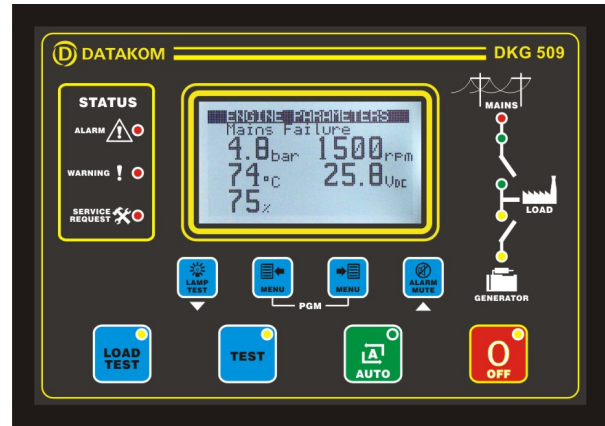 DATAKOM
DKG 509
STATUS
ALARM
WARNING !
SERVICE REQUEST
ENGINE PARAMETERS
Mains Failure
4.8bar 1500rpm
74°C 25.8VDC
75%
MAINS
LOAD
GENERATOR
LAMP TEST
MENU
MENU
ALARM MUTE
PGM
LOAD TEST
TEST
A
AUTO
0
OFF